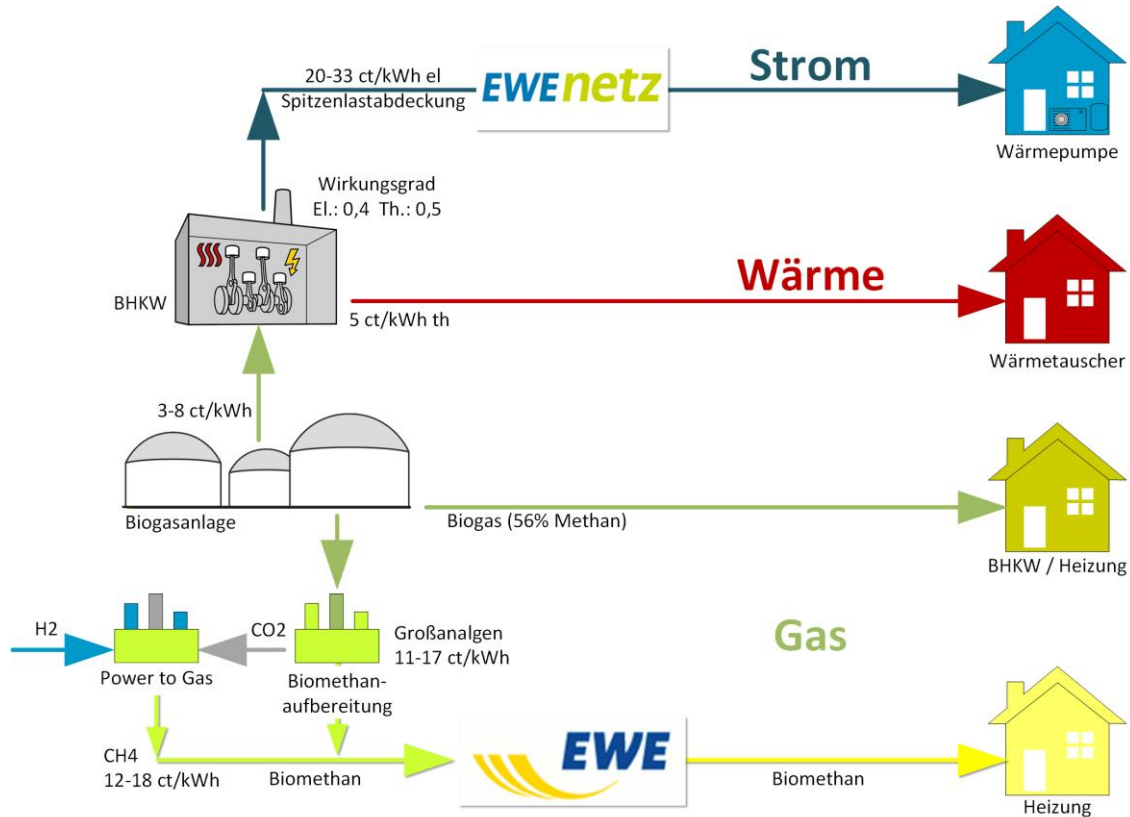 20-33 ct/kWh el
Spitzenlastabdeckung
EWEnetz
Strom
Wärmepumpe
Wirkungsgrad
El.: 0,4 Th.: 0,5
BHKW
Wärme
5 ct/kWh th
Wärmetauscher
3-8 ct/kWh
Biogasanlage
Biogas (56% Methan)
BHKW / Heizung
H2
CO2
Großanalgen
11-17 ct/kWh
Gas
Power to Gas
Biomethan-
aufbereitung
CH4
12-18 ct/kWh
Biomethan
EWE
Biomethan
Heizung